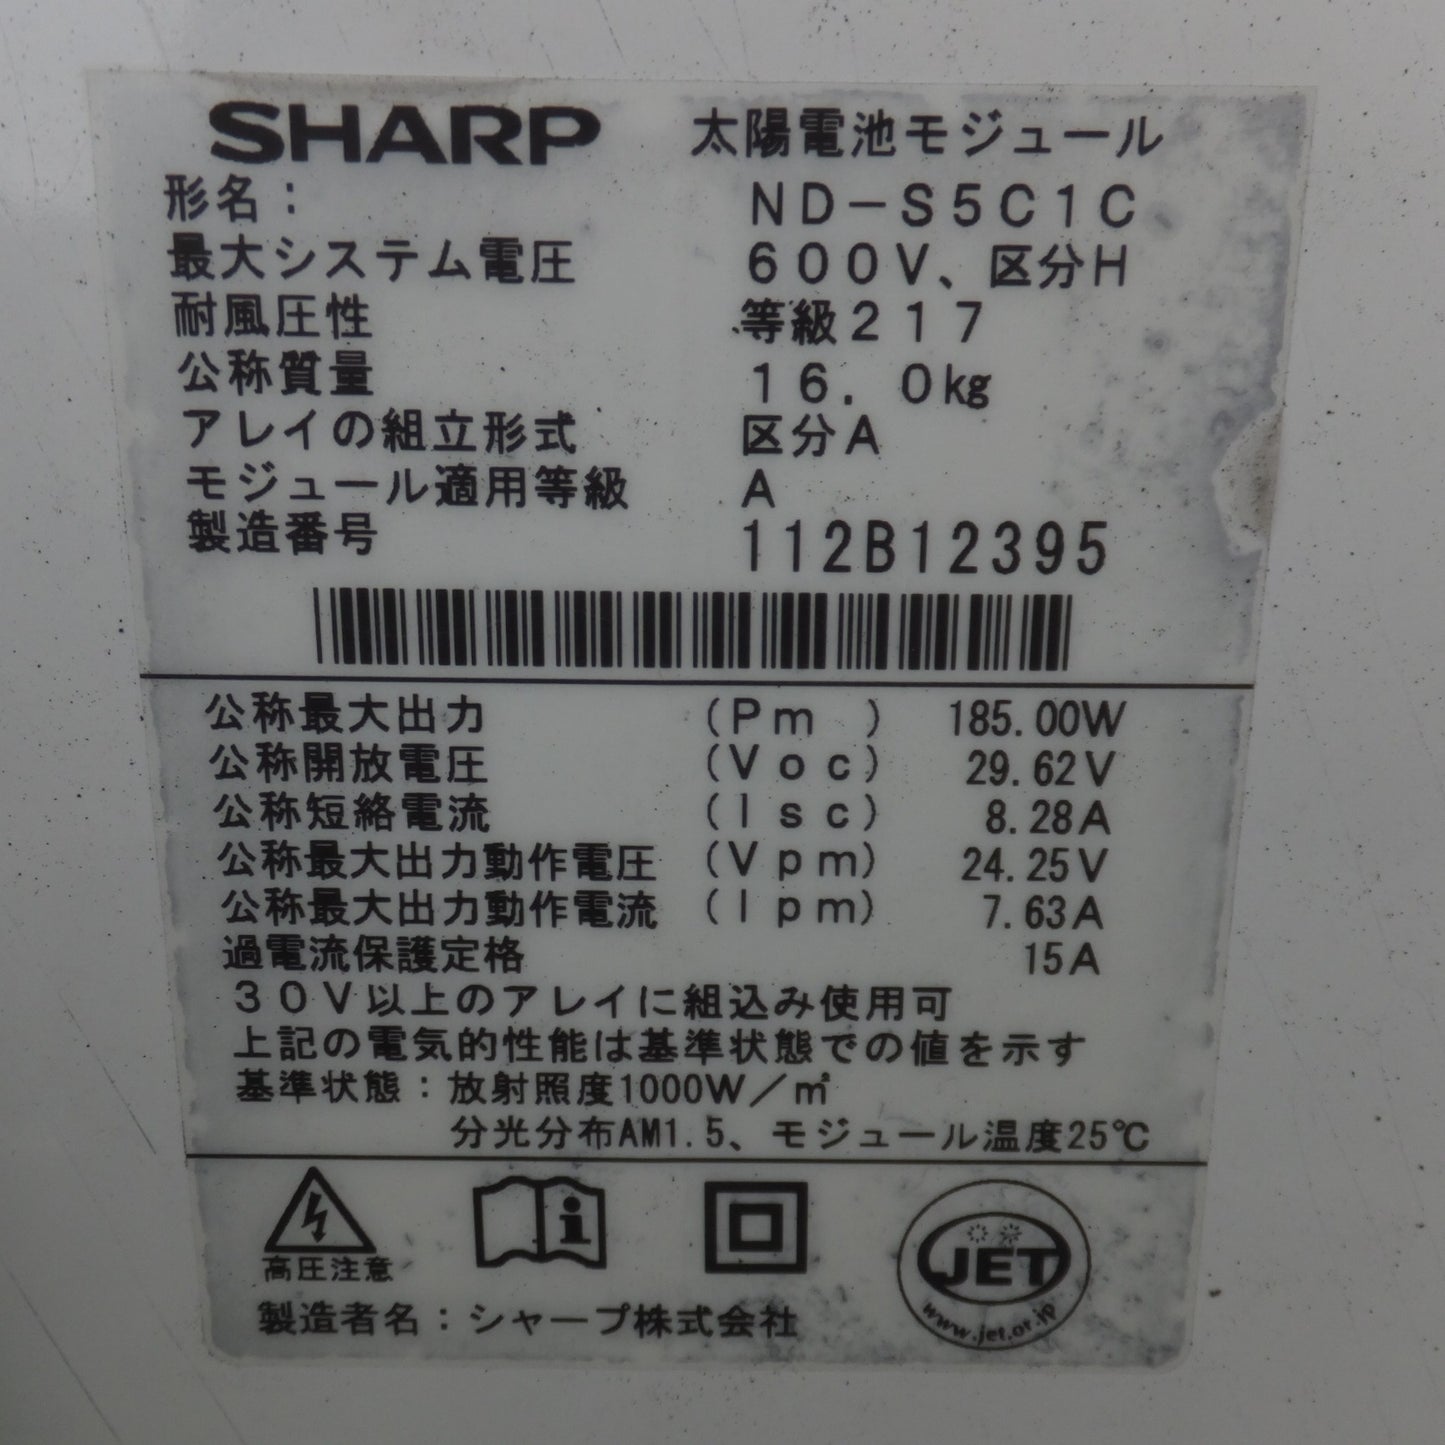 SHARP 太陽電池モジュール
形名： ND－S5C1C
最大システム電圧 600V、区分H
耐風圧性 等級217
公称質量 16．0kg
アレイの組立形式 区分A
モジュール適用等級 A
製造番号 112B12395
公称最大出力 (Pm ) 185.00W
公称開放電圧 (Voc) 29.62V
公称短絡電流 (Isc) 8.28A
公称最大出力動作電圧 (Vpm) 24.25V
公称最大出力動作電流 (Ipm) 7.63A
過電流保護定格 15A
30V以上のアレイに組込み使用可
上記の電気的性能は基準状態での値を示す
基準状態：放射照度1000W／㎡
分光分布AM1.5、モジュール温度25℃
高圧注意
JET
www.jet.or.jp
製造者名：シャープ株式会社